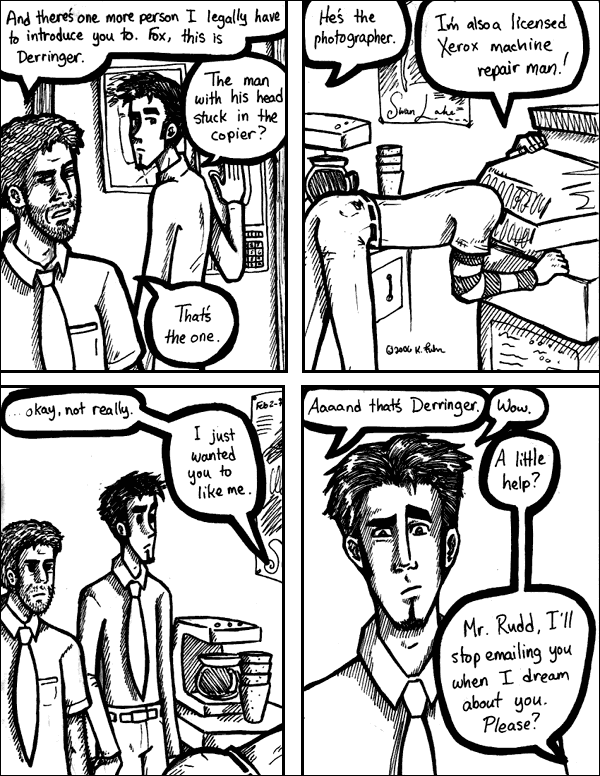 And there's one more person I legally have
to introduce you to. Fox, this is
Derringer.
The man
with his head
stuck in the
copier?
That's
the one.
He's the
photographer.
I'm also a licensed
Xerox machine
repair man!
Swan Lake
©2006 K.
...okay, not really.
I just
wanted
you to
like me.
Feb 2-7
Aaaand that's Derringer.
Wow.
A little
help?
Mr. Rudd, I'll
stop emailing you
when I dream
about you.
Please?